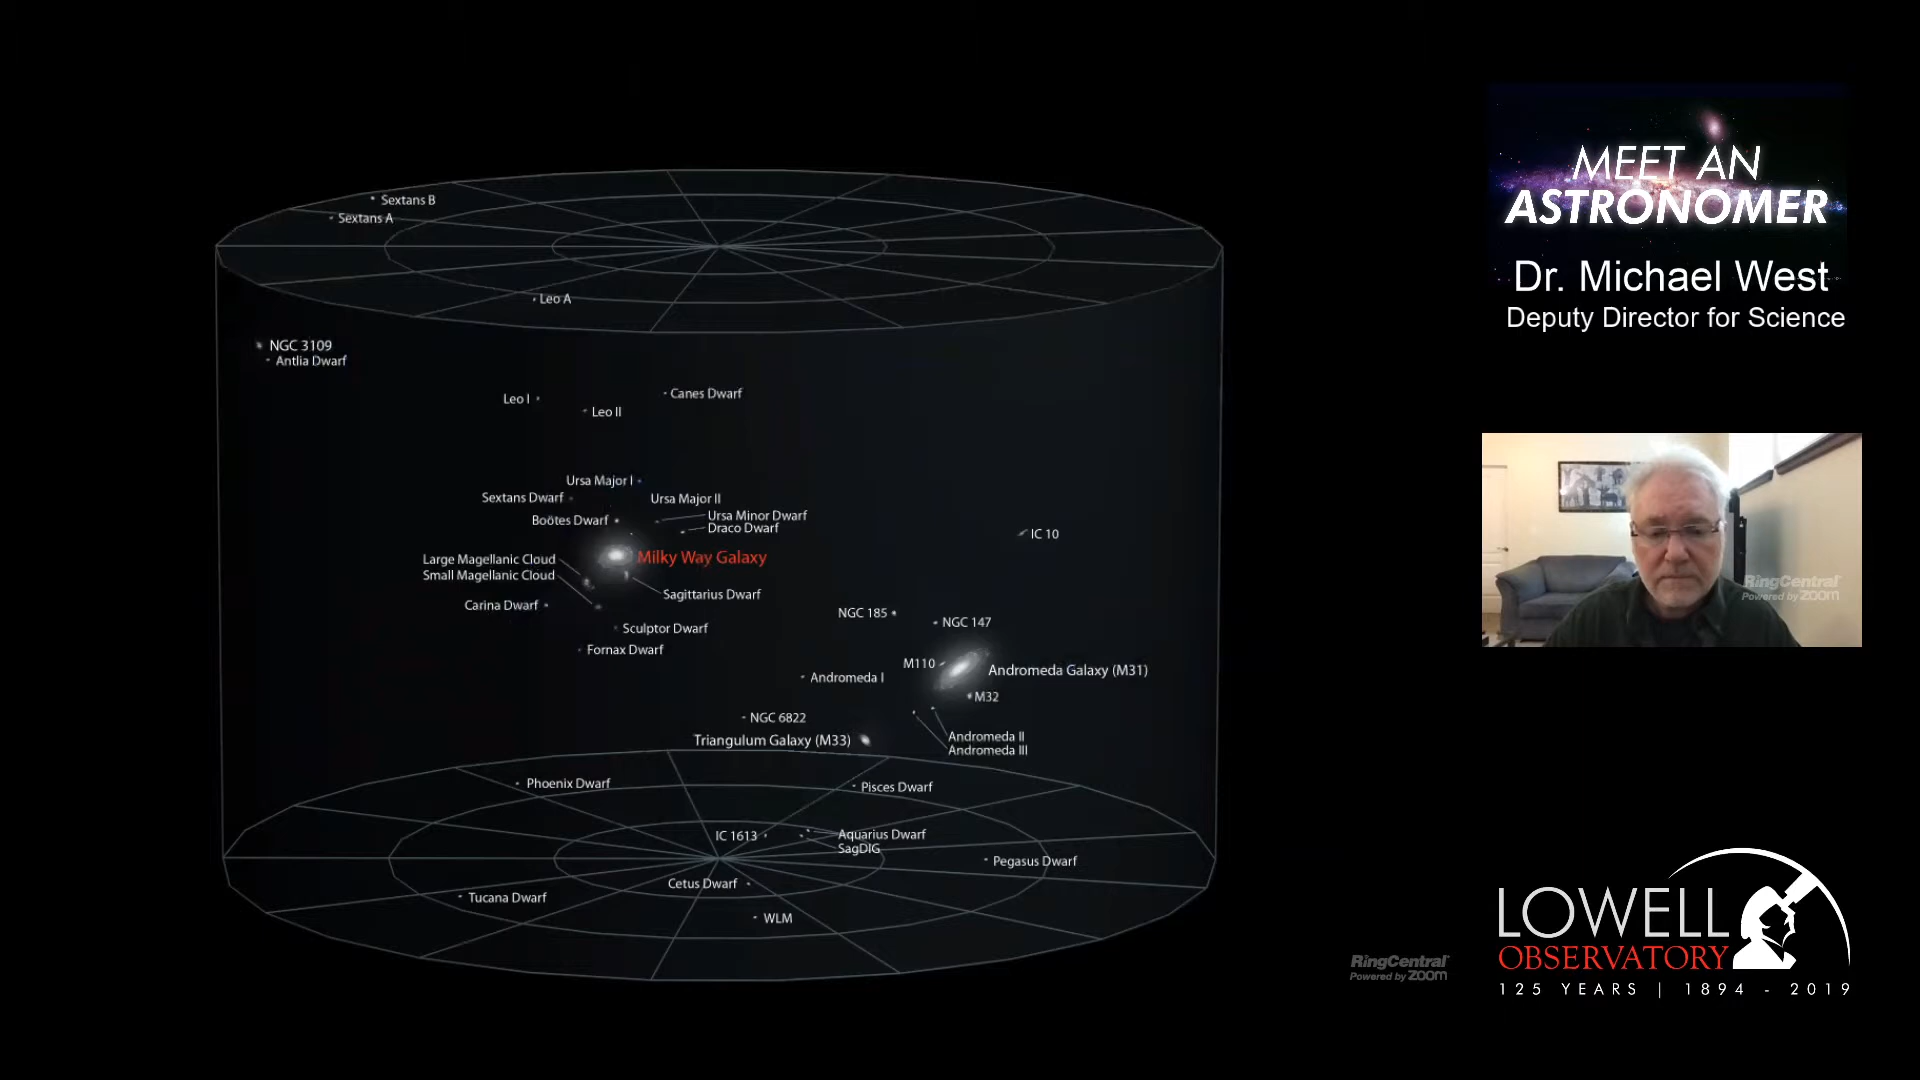 Sextans B
Sextans A
Leo A
NGC 3109
Antlia Dwarf
Leo I
Leo II
Canes Dwarf
Ursa Major I
Sextans Dwarf
Ursa Major II
Boötes Dwarf
Ursa Minor Dwarf
Draco Dwarf
IC 10
Large Magellanic Cloud
Milky Way Galaxy
Small Magellanic Cloud
Sagittarius Dwarf
Carina Dwarf
NGC 185
NGC 147
Sculptor Dwarf
Fornax Dwarf
M110
Andromeda Galaxy (M31)
Andromeda I
M32
NGC 6822
Triangulum Galaxy (M33)
Andromeda II
Andromeda III
Phoenix Dwarf
Pisces Dwarf
IC 1613
Aquarius Dwarf
SagDIG
Pegasus Dwarf
Cetus Dwarf
Tucana Dwarf
WLM
MEET AN
ASTRONOMER
Dr. Michael West
Deputy Director for Science
RingCentral
Powered by zoom
RingCentral
Powered by zoom
LOWELL
OBSERVATORY
125 YEARS | 1894 - 2019